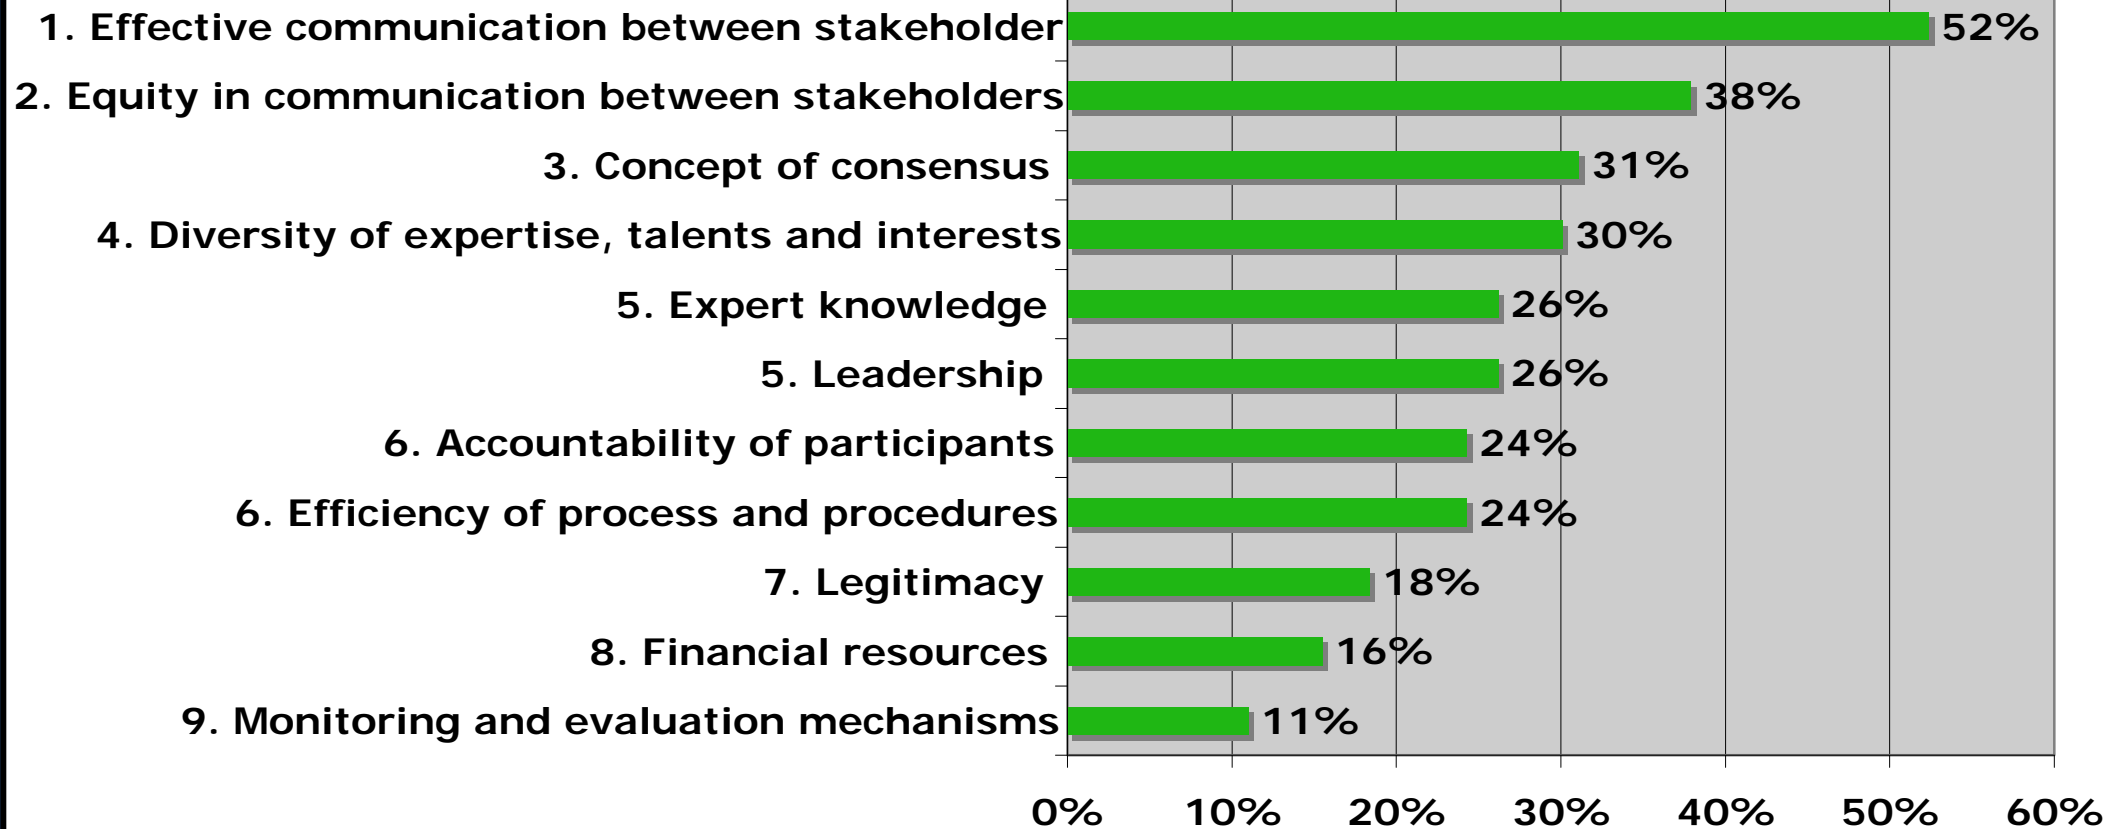 1. Effective communication between stakeholder 52%
2. Equity in communication between stakeholders 38%
3. Concept of consensus 31%
4. Diversity of expertise, talents and interests 30%
5. Expert knowledge 26%
5. Leadership 26%
6. Accountability of participants 24%
6. Efficiency of process and procedures 24%
7. Legitimacy 18%
8. Financial resources 16%
9. Monitoring and evaluation mechanisms 11%
0% 10% 20% 30% 40% 50% 60%